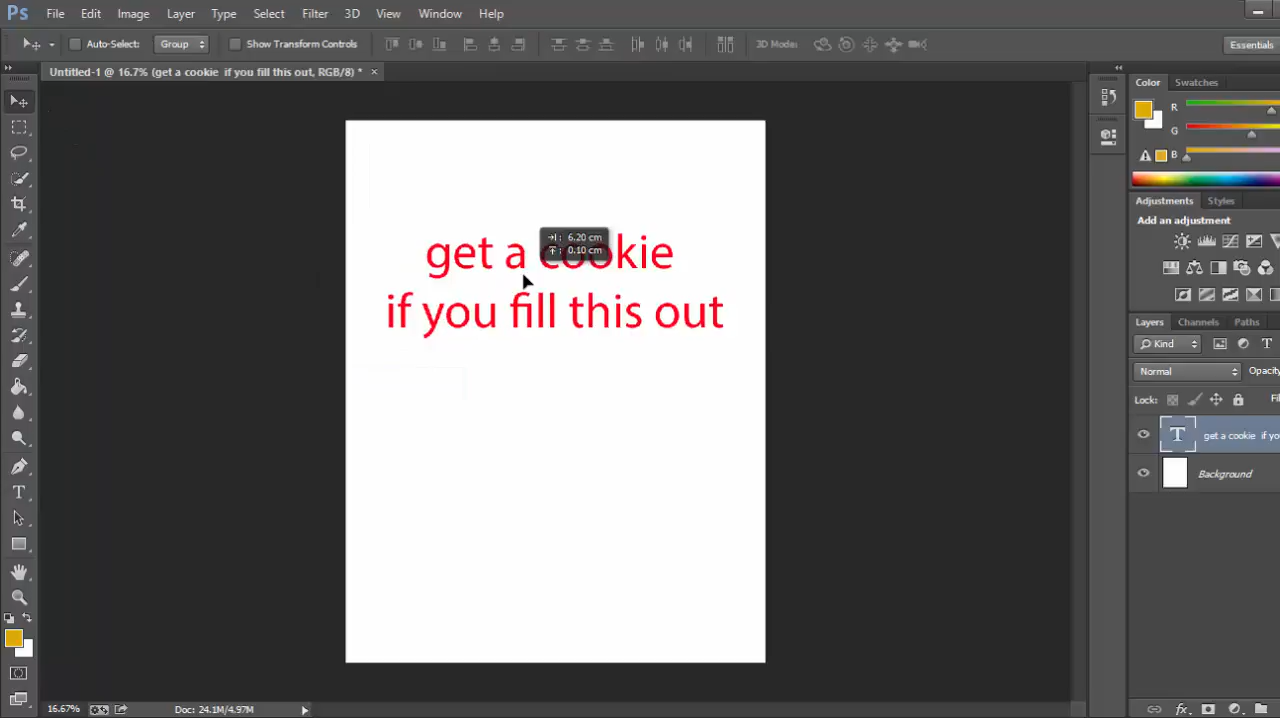 Ps File Edit Image Layer Type Select Filter 3D View Window Help
Auto-Select: Group Show Transform Controls 3D Mode: Essentials
Untitled-1 @ 16.7% (get a cookie if you fill this out, RGB/8) * ×
Color Swatches
R
G
B
Adjustments Styles
Add an adjustment
get a cookie
6.20 cm
0.10 cm
if you fill this out
Layers Channels Paths
Kind T
Normal Opacity
Lock:
T get a cookie if yo
Background
T
16.67% Doc: 24.1M/4.97M fx